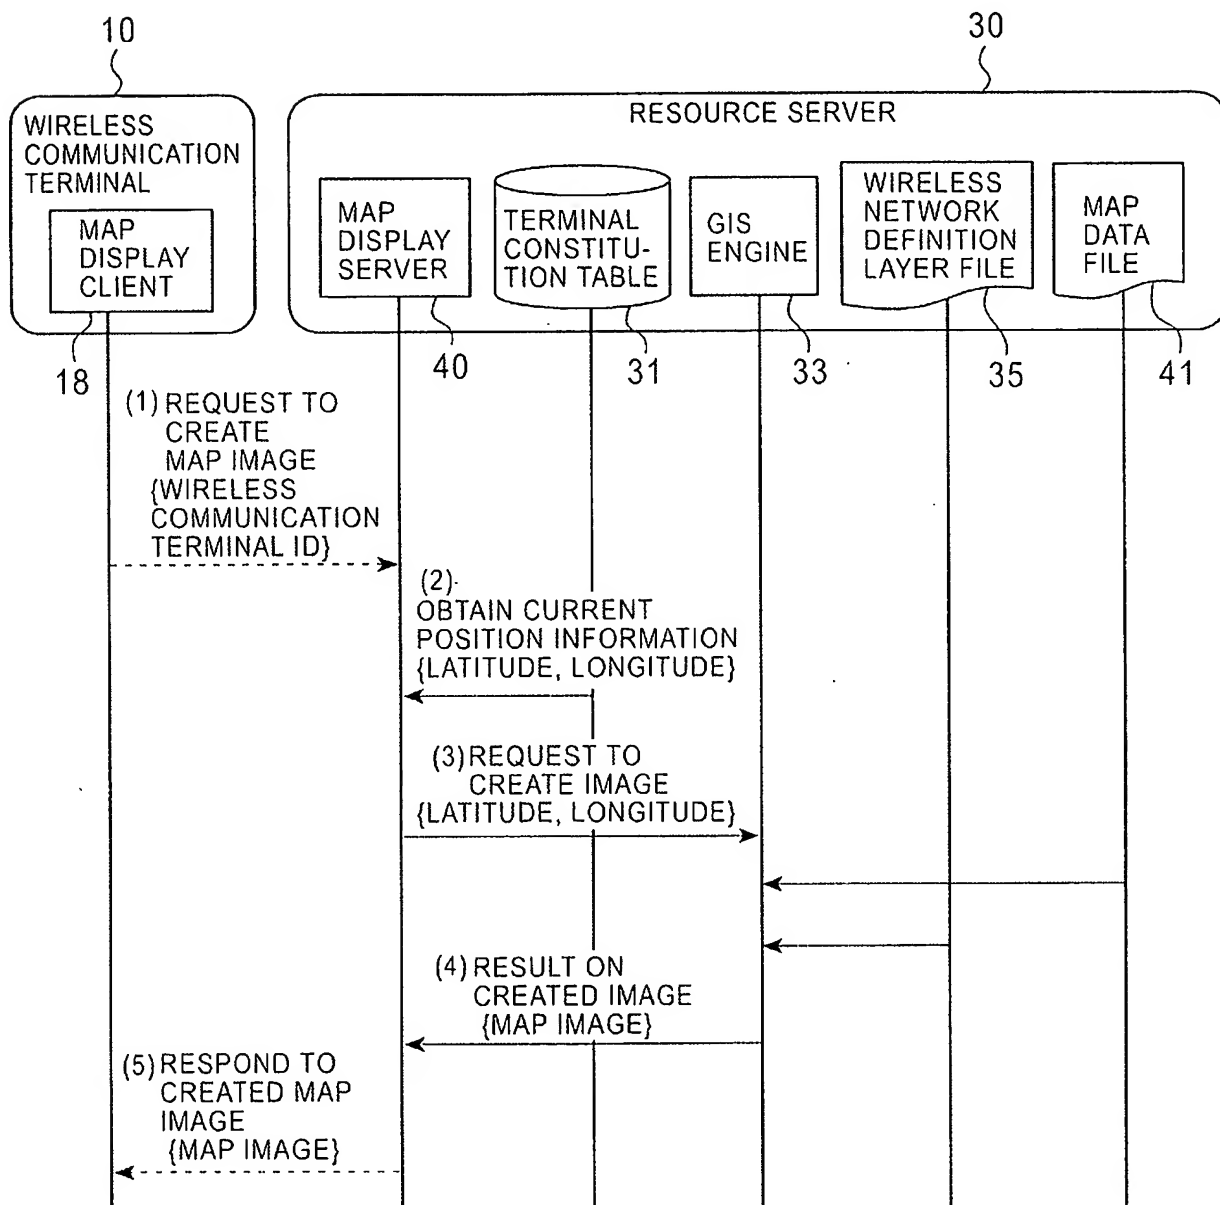 10
30
WIRELESS
COMMUNICATION
TERMINAL
MAP
DISPLAY
CLIENT
18
RESOURCE SERVER
MAP
DISPLAY
SERVER
40
TERMINAL
CONSTITU-
TION TABLE
31
GIS
ENGINE
33
WIRELESS
NETWORK
DEFINITION
LAYER FILE
35
MAP
DATA
FILE
41
(1) REQUEST TO
CREATE
MAP IMAGE
{WIRELESS
COMMUNICATION
TERMINAL ID}
(2)
OBTAIN CURRENT
POSITION INFORMATION
{LATITUDE, LONGITUDE}
(3) REQUEST TO
CREATE IMAGE
{LATITUDE, LONGITUDE}
(4) RESULT ON
CREATED IMAGE
{MAP IMAGE}
(5) RESPOND TO
CREATED MAP
IMAGE
{MAP IMAGE}